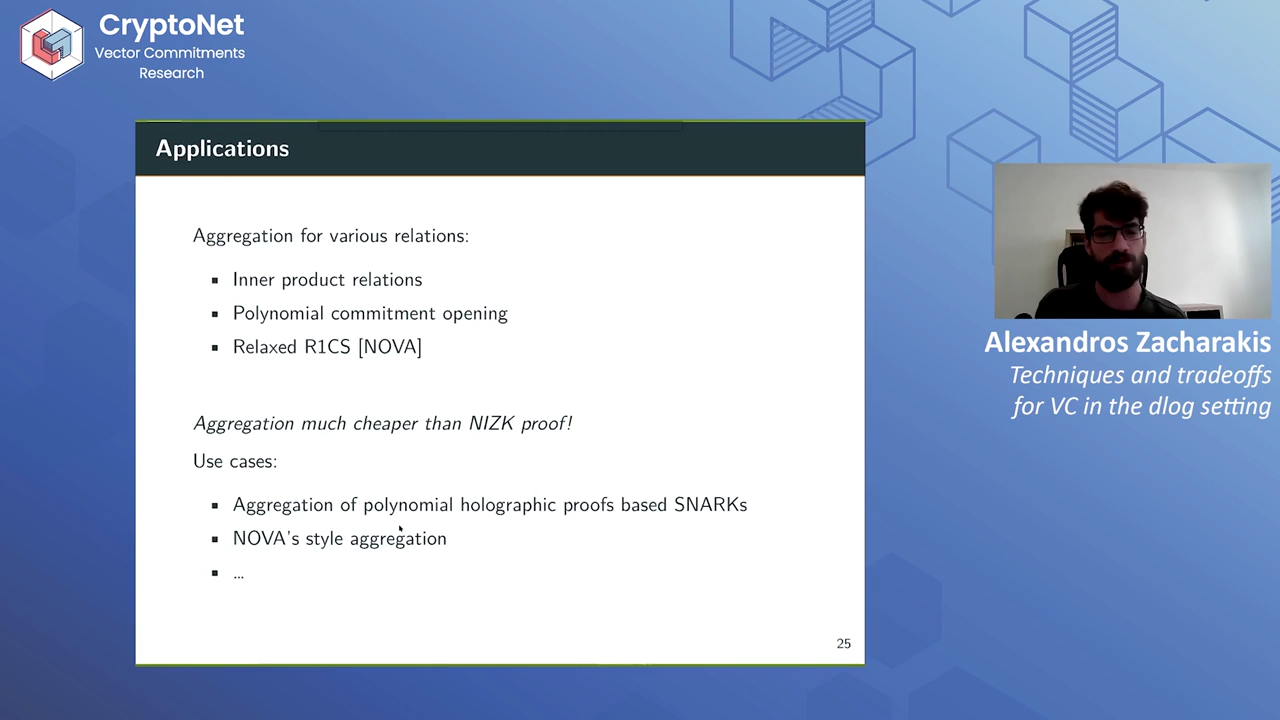 CryptoNet
Vector Commitments
Research
Applications
Aggregation for various relations:
▪ Inner product relations
▪ Polynomial commitment opening
▪ Relaxed R1CS [NOVA]
Aggregation much cheaper than NIZK proof!
Use cases:
▪ Aggregation of polynomial holographic proofs based SNARKs
▪ NOVA's style aggregation
▪ ...
25
Alexandros Zacharakis
Techniques and tradeoffs
for VC in the dlog setting